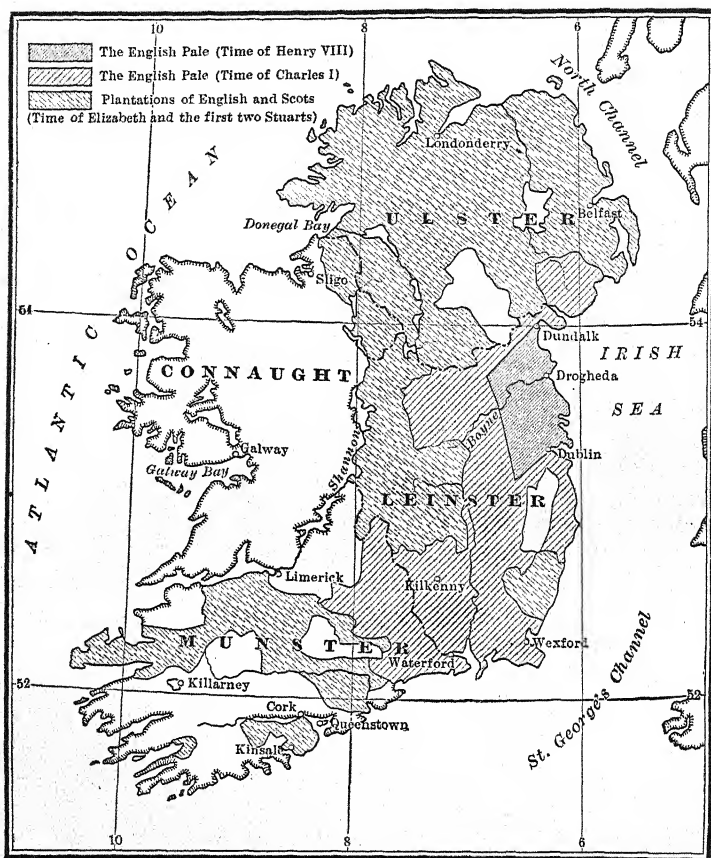 10
8
6
The English Pale (Time of Henry VIII)
The English Pale (Time of Charles I)
Plantations of English and Scots
(Time of Elizabeth and the first two Stuarts)
North Channel
Londonderry
ATLANTIC OCEAN
Belfast
ULSTER
Donegal Bay
Sligo
54
54
Dundalk
IRISH
SEA
CONNAUGHT
Drogheda
Boyne
Galway
Galway Bay
Shannon
Dublin
LEINSTER
Limerick
Kilkenny
MUNSTER
Wexford
Waterford
52
52
Killarney
Cork
Queenstown
Kinsale
St. George's Channel
10
8
6